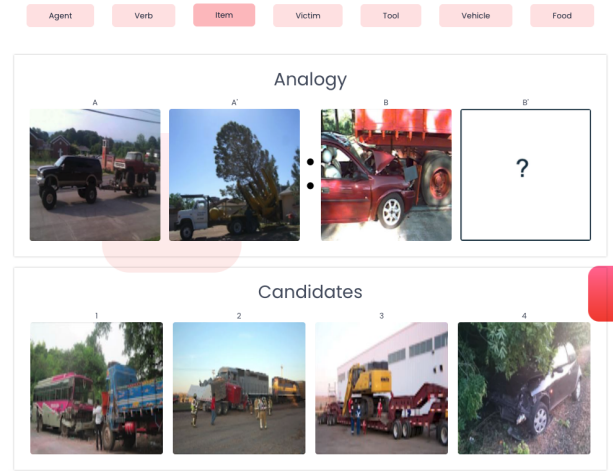 Agent Verb Item Victim Tool Vehicle Food
Analogy
A A' B B'
?
Candidates
1 2 3 4